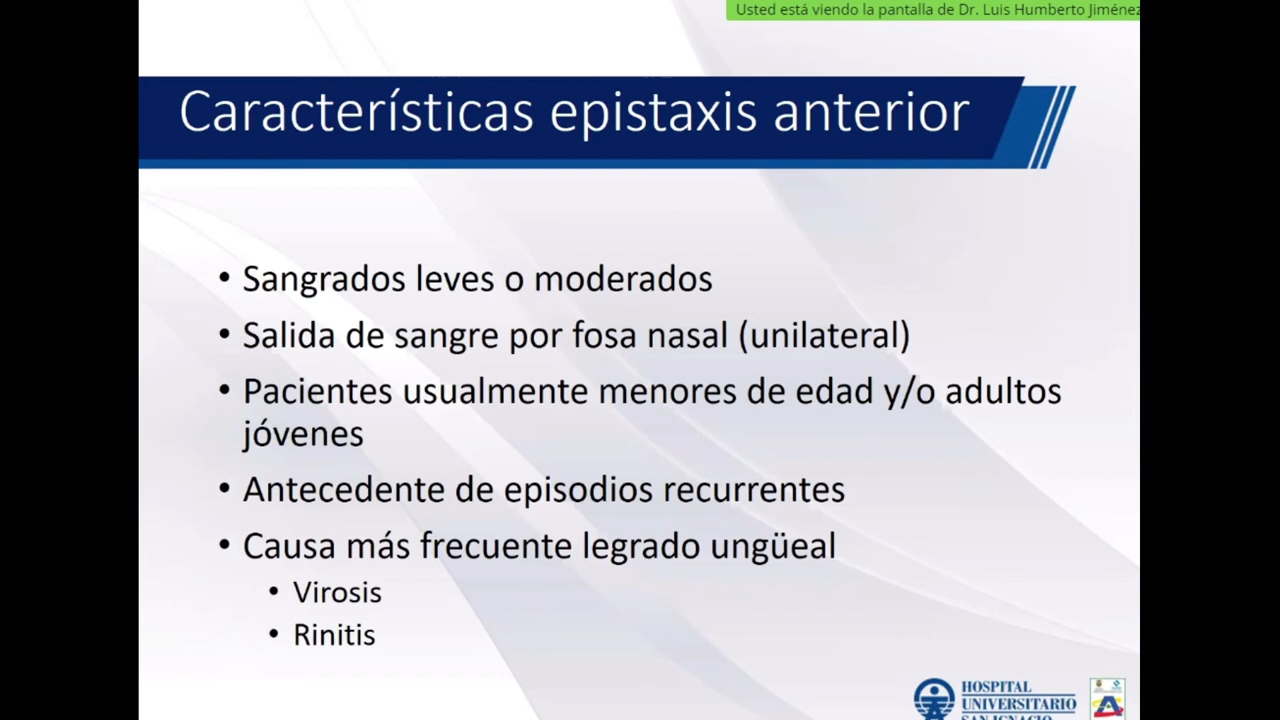 Usted está viendo la pantalla de Dr. Luis Humberto Jiménez
Características epistaxis anterior
• Sangrados leves o moderados
• Salida de sangre por fosa nasal (unilateral)
• Pacientes usualmente menores de edad y/o adultos
jóvenes
• Antecedente de episodios recurrentes
• Causa más frecuente legrado ungüeal
• Virosis
• Rinitis
HOSPITAL
UNIVERSITARIO
SAN IGNACIO